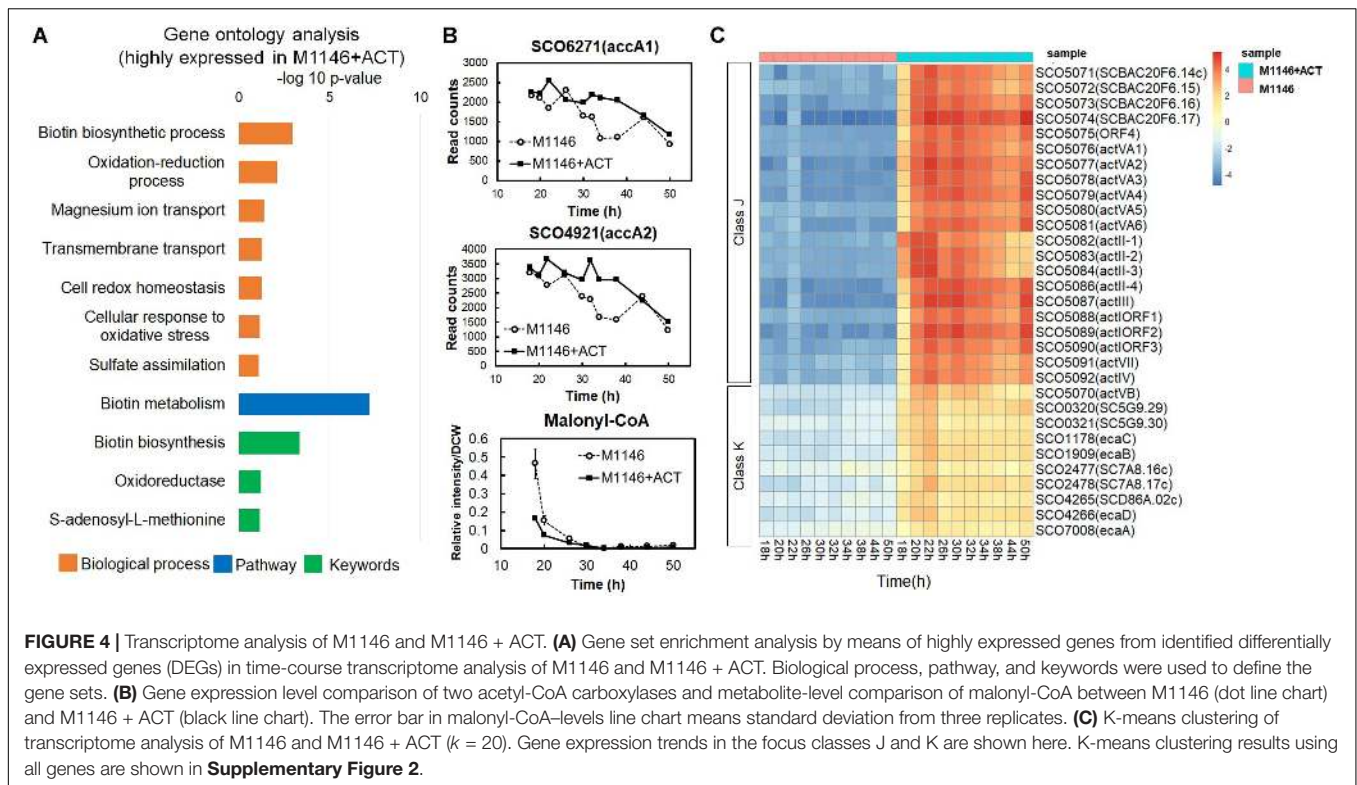 A
Gene ontology analysis
(highly expressed in M1146+ACT)
-log 10 p-value
0 5 10
Biotin biosynthetic process
Oxidation-reduction
process
Magnesium ion transport
Transmembrane transport
Cell redox homeostasis
Cellular response to
oxidative stress
Sulfate assimilation
Biotin metabolism
Biotin biosynthesis
Oxidoreductase
S-adenosyl-L-methionine
Biological process Pathway Keywords
B
SCO6271(accA1)
Read counts
3000
2500
2000
1500
1000
500
0
M1146
M1146+ACT
10 20 30 40 50
Time (h)
SCO4921(accA2)
Read counts
4000
3500
3000
2500
2000
1500
1000
500
0
M1146
M1146+ACT
10 20 30 40 50
Time (h)
Malonyl-CoA
Relative intensity/DCW
0.6
0.5
0.4
0.3
0.2
0.1
0
M1146
M1146+ACT
10 20 30 40 50
Time (h)
C
sample
Class J
Class K
SCO5071(SCBAC20F6.14c)
SCO5072(SCBAC20F6.15)
SCO5073(SCBAC20F6.16)
SCO5074(SCBAC20F6.17)
SCO5075(ORF4)
SCO5076(actVA1)
SCO5077(actVA2)
SCO5078(actVA3)
SCO5079(actVA4)
SCO5080(actVA5)
SCO5081(actVA6)
SCO5082(actII-1)
SCO5083(actII-2)
SCO5084(actII-3)
SCO5086(actII-4)
SCO5087(actIII)
SCO5088(actIORF1)
SCO5089(actIORF2)
SCO5090(actIORF3)
SCO5091(actVII)
SCO5092(actIV)
SCO5070(actVB)
SCO0320(SC5G9.29)
SCO0321(SC5G9.30)
SCO1178(ecaC)
SCO1909(ecaB)
SCO2477(SC7A8.16c)
SCO2478(SC7A8.17c)
SCO4265(SCD86A.02c)
SCO4266(ecaD)
SCO7008(ecaA)
18h 20h 22h 26h 30h 32h 34h 38h 44h 50h 18h 20h 22h 26h 30h 32h 34h 38h 44h 50h
Time(h)
4
2
0
-2
-4
sample
M1146+ACT
M1146
FIGURE 4 | Transcriptome analysis of M1146 and M1146 + ACT. (A) Gene set enrichment analysis by means of highly expressed genes from identified differentially
expressed genes (DEGs) in time-course transcriptome analysis of M1146 and M1146 + ACT. Biological process, pathway, and keywords were used to define the
gene sets. (B) Gene expression level comparison of two acetyl-CoA carboxylases and metabolite-level comparison of malonyl-CoA between M1146 (dot line chart)
and M1146 + ACT (black line chart). The error bar in malonyl-CoA–levels line chart means standard deviation from three replicates. (C) K-means clustering of
transcriptome analysis of M1146 and M1146 + ACT (k = 20). Gene expression trends in the focus classes J and K are shown here. K-means clustering results using
all genes are shown in Supplementary Figure 2.